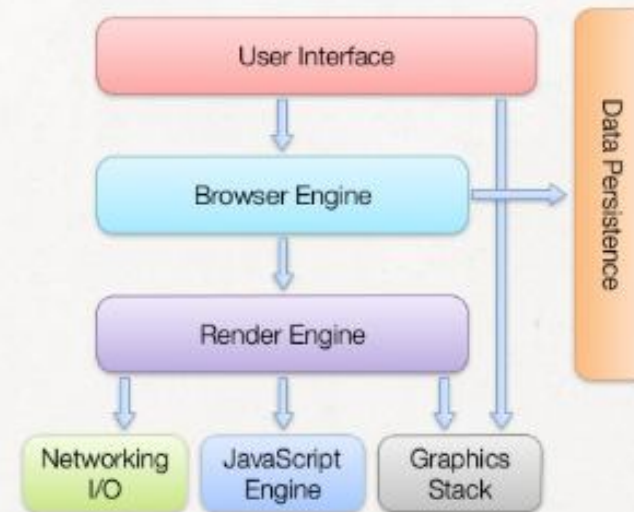 User Interface
Browser Engine
Data Persistence
Render Engine
Networking
I/O
JavaScript
Engine
Graphics
Stack